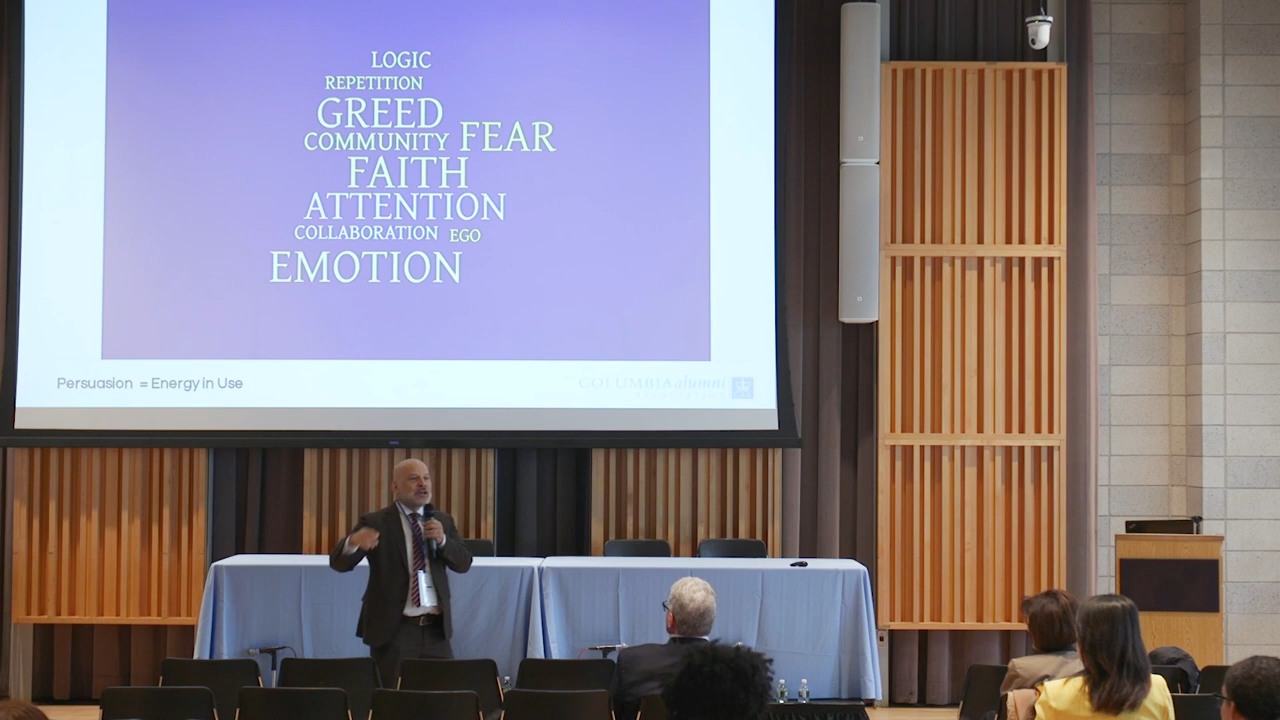 LOGIC
REPETITION
GREED
COMMUNITY FEAR
FAITH
ATTENTION
COLLABORATION EGO
EMOTION
Persuasion = Energy in Use
COLUMBIA alumni